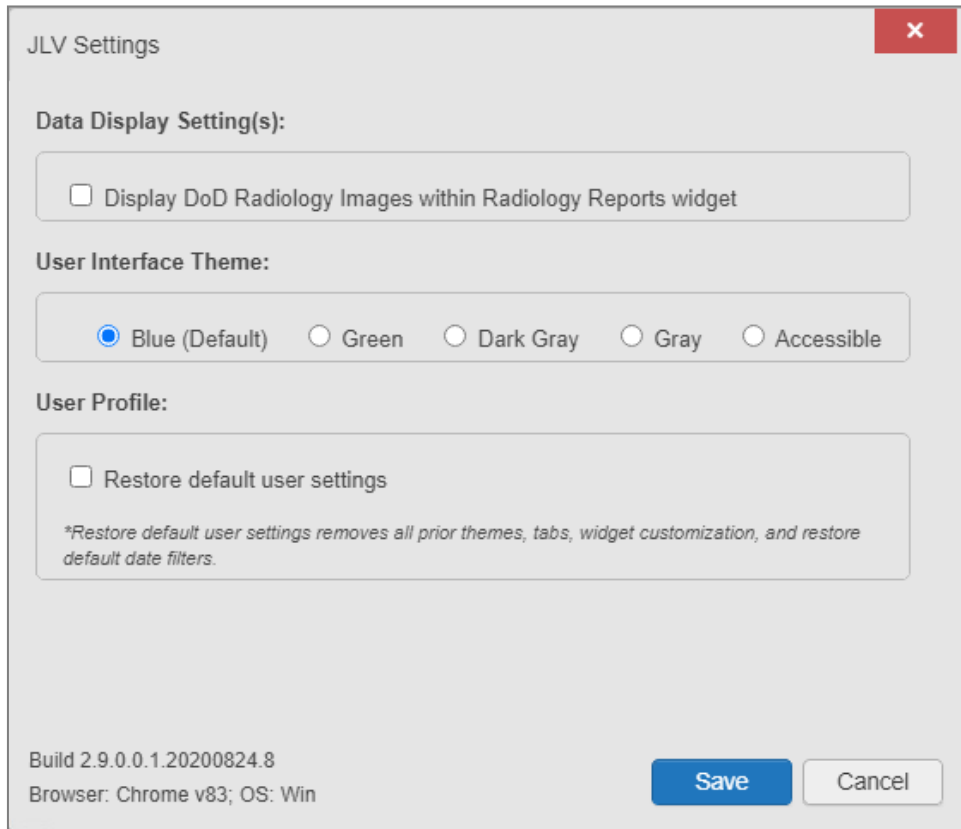 JLV Settings
Data Display Setting(s):
Display DoD Radiology Images within Radiology Reports widget
User Interface Theme:
Blue (Default) Green Dark Gray Gray Accessible
User Profile:
Restore default user settings
*Restore default user settings removes all prior themes, tabs, widget customization, and restore
default date filters.
Build 2.9.0.0.1.20200824.8
Browser: Chrome v83; OS: Win
Save Cancel